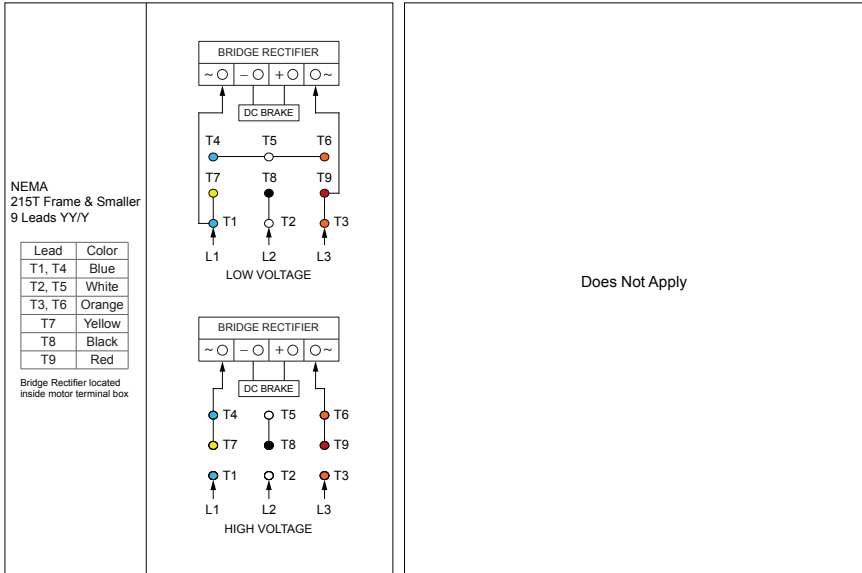 NEMA
215T Frame & Smaller
9 Leads YY/Y
Lead Color
T1, T4 Blue
T2, T5 White
T3, T6 Orange
T7 Yellow
T8 Black
T9 Red
Bridge Rectifier located
inside motor terminal box
BRIDGE RECTIFIER
~ − + ~
DC BRAKE
T4 T5 T6
T7 T8 T9
T1 T2 T3
L1 L2 L3
LOW VOLTAGE
BRIDGE RECTIFIER
~ − + ~
DC BRAKE
T4 T5 T6
T7 T8 T9
T1 T2 T3
L1 L2 L3
HIGH VOLTAGE
Does Not Apply